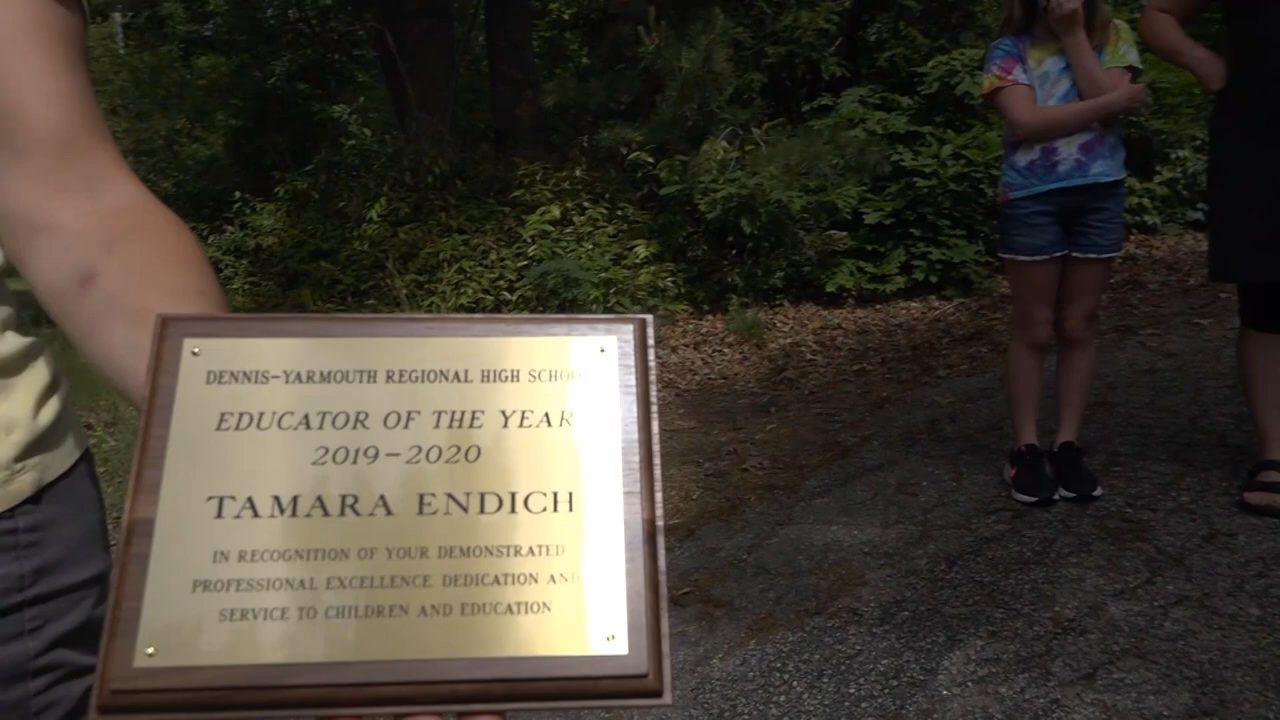 DENNIS-YARMOUTH REGIONAL HIGH SCHOO
EDUCATOR OF THE YEAR
2019-2020
TAMARA ENDICH
IN RECOGNITION OF YOUR DEMONSTRATED
PROFESSIONAL EXCELLENCE, DEDICATION AND
SERVICE TO CHILDREN AND EDUCATION